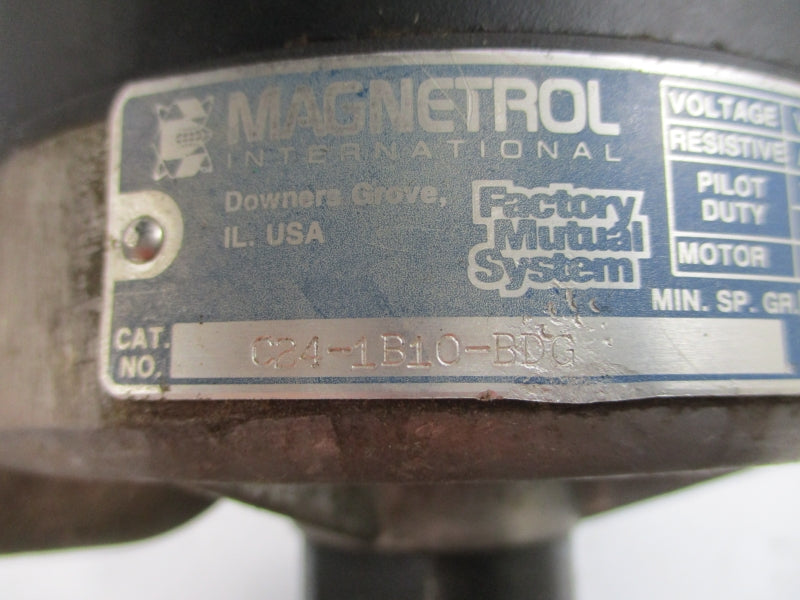 MAGNETROL
INTERNATIONAL
Downers Grove,
IL. USA
Factory
Mutual
System
VOLTAGE
RESISTIVE
PILOT
DUTY
MOTOR
MIN. SP. GR.
CAT.
NO.
C24-1B10-BDG